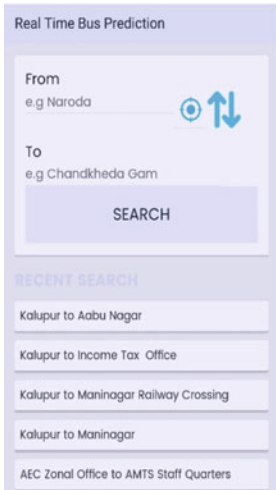 Real Time Bus Prediction
From
e.g Naroda
To
e.g Chandkheda Gam
SEARCH
RECENT SEARCH
Kalupur to Aabu Nagar
Kalupur to Income Tax Office
Kalupur to Maninagar Railway Crossing
Kalupur to Maninagar
AEC Zonal Office to AMTS Staff Quarters